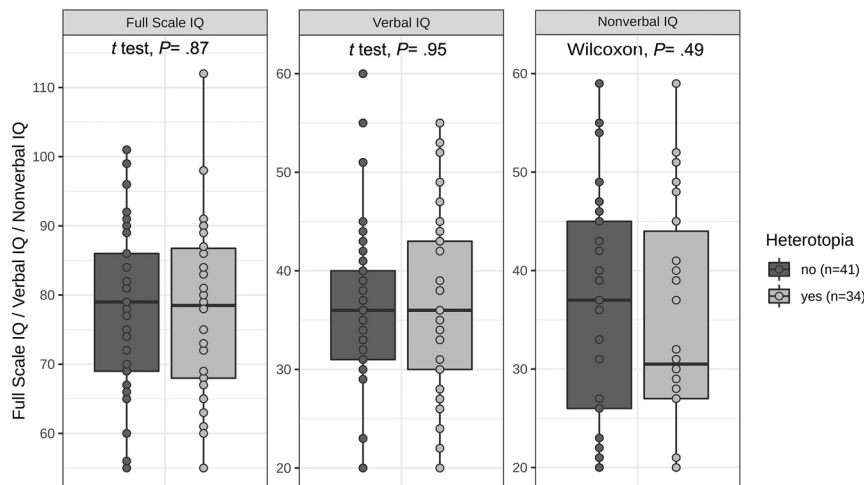 Full Scale IQ
Verbal IQ
Nonverbal IQ
t test, P= .87
t test, P= .95
Wilcoxon, P= .49
Full Scale IQ / Verbal IQ / Nonverbal IQ
110
100
90
80
70
60
60
50
40
30
20
60
50
40
30
20
Heterotopia
no (n=41)
yes (n=34)